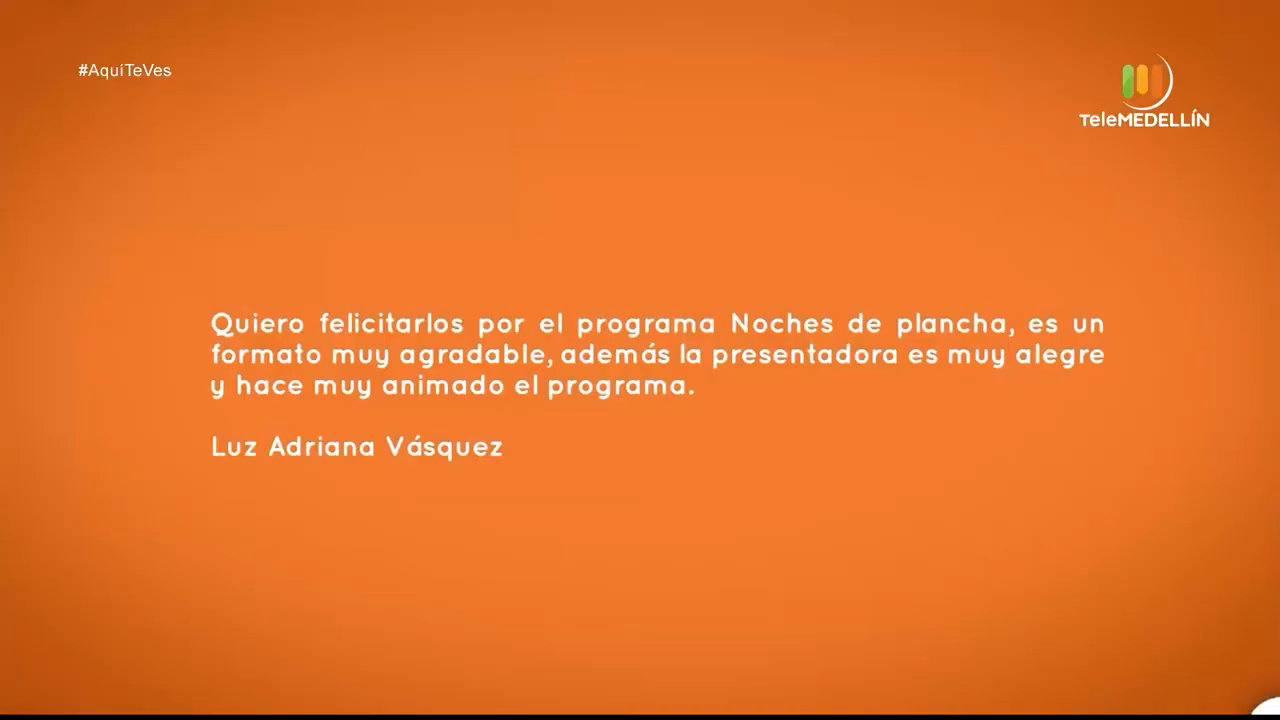 #AquíTeVes
TeleMEDELLÍN
Quiero felicitarlos por el programa Noches de plancha, es un
formato muy agradable, además la presentadora es muy alegre
y hace muy animado el programa.
Luz Adriana Vásquez